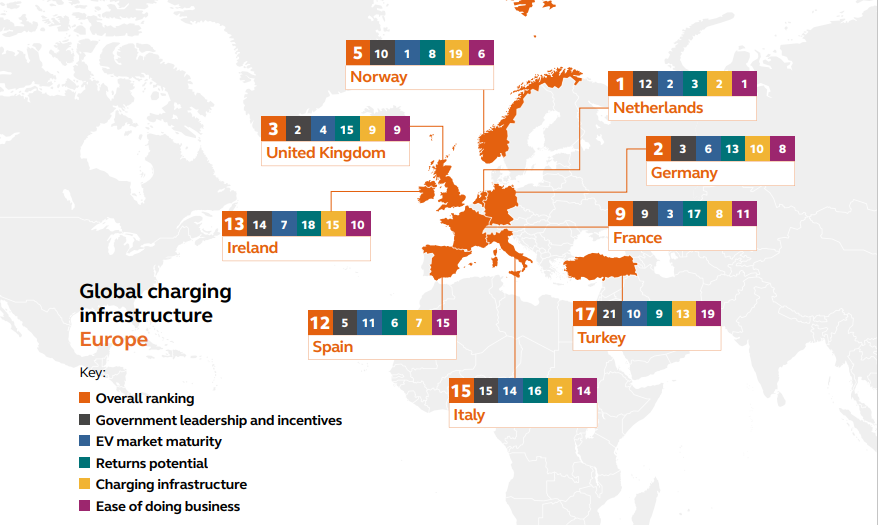 5 10 1 8 19 6
Norway
1 12 2 3 2 1
Netherlands
3 2 4 15 9 9
United Kingdom
2 3 6 13 10 8
Germany
9 9 3 17 8 11
France
13 14 7 18 15 10
Ireland
Global charging
infrastructure
Europe
12 5 11 6 7 15
Spain
17 21 10 9 13 19
Turkey
15 15 14 16 5 14
Italy
Key:
Overall ranking
Government leadership and incentives
EV market maturity
Returns potential
Charging infrastructure
Ease of doing business